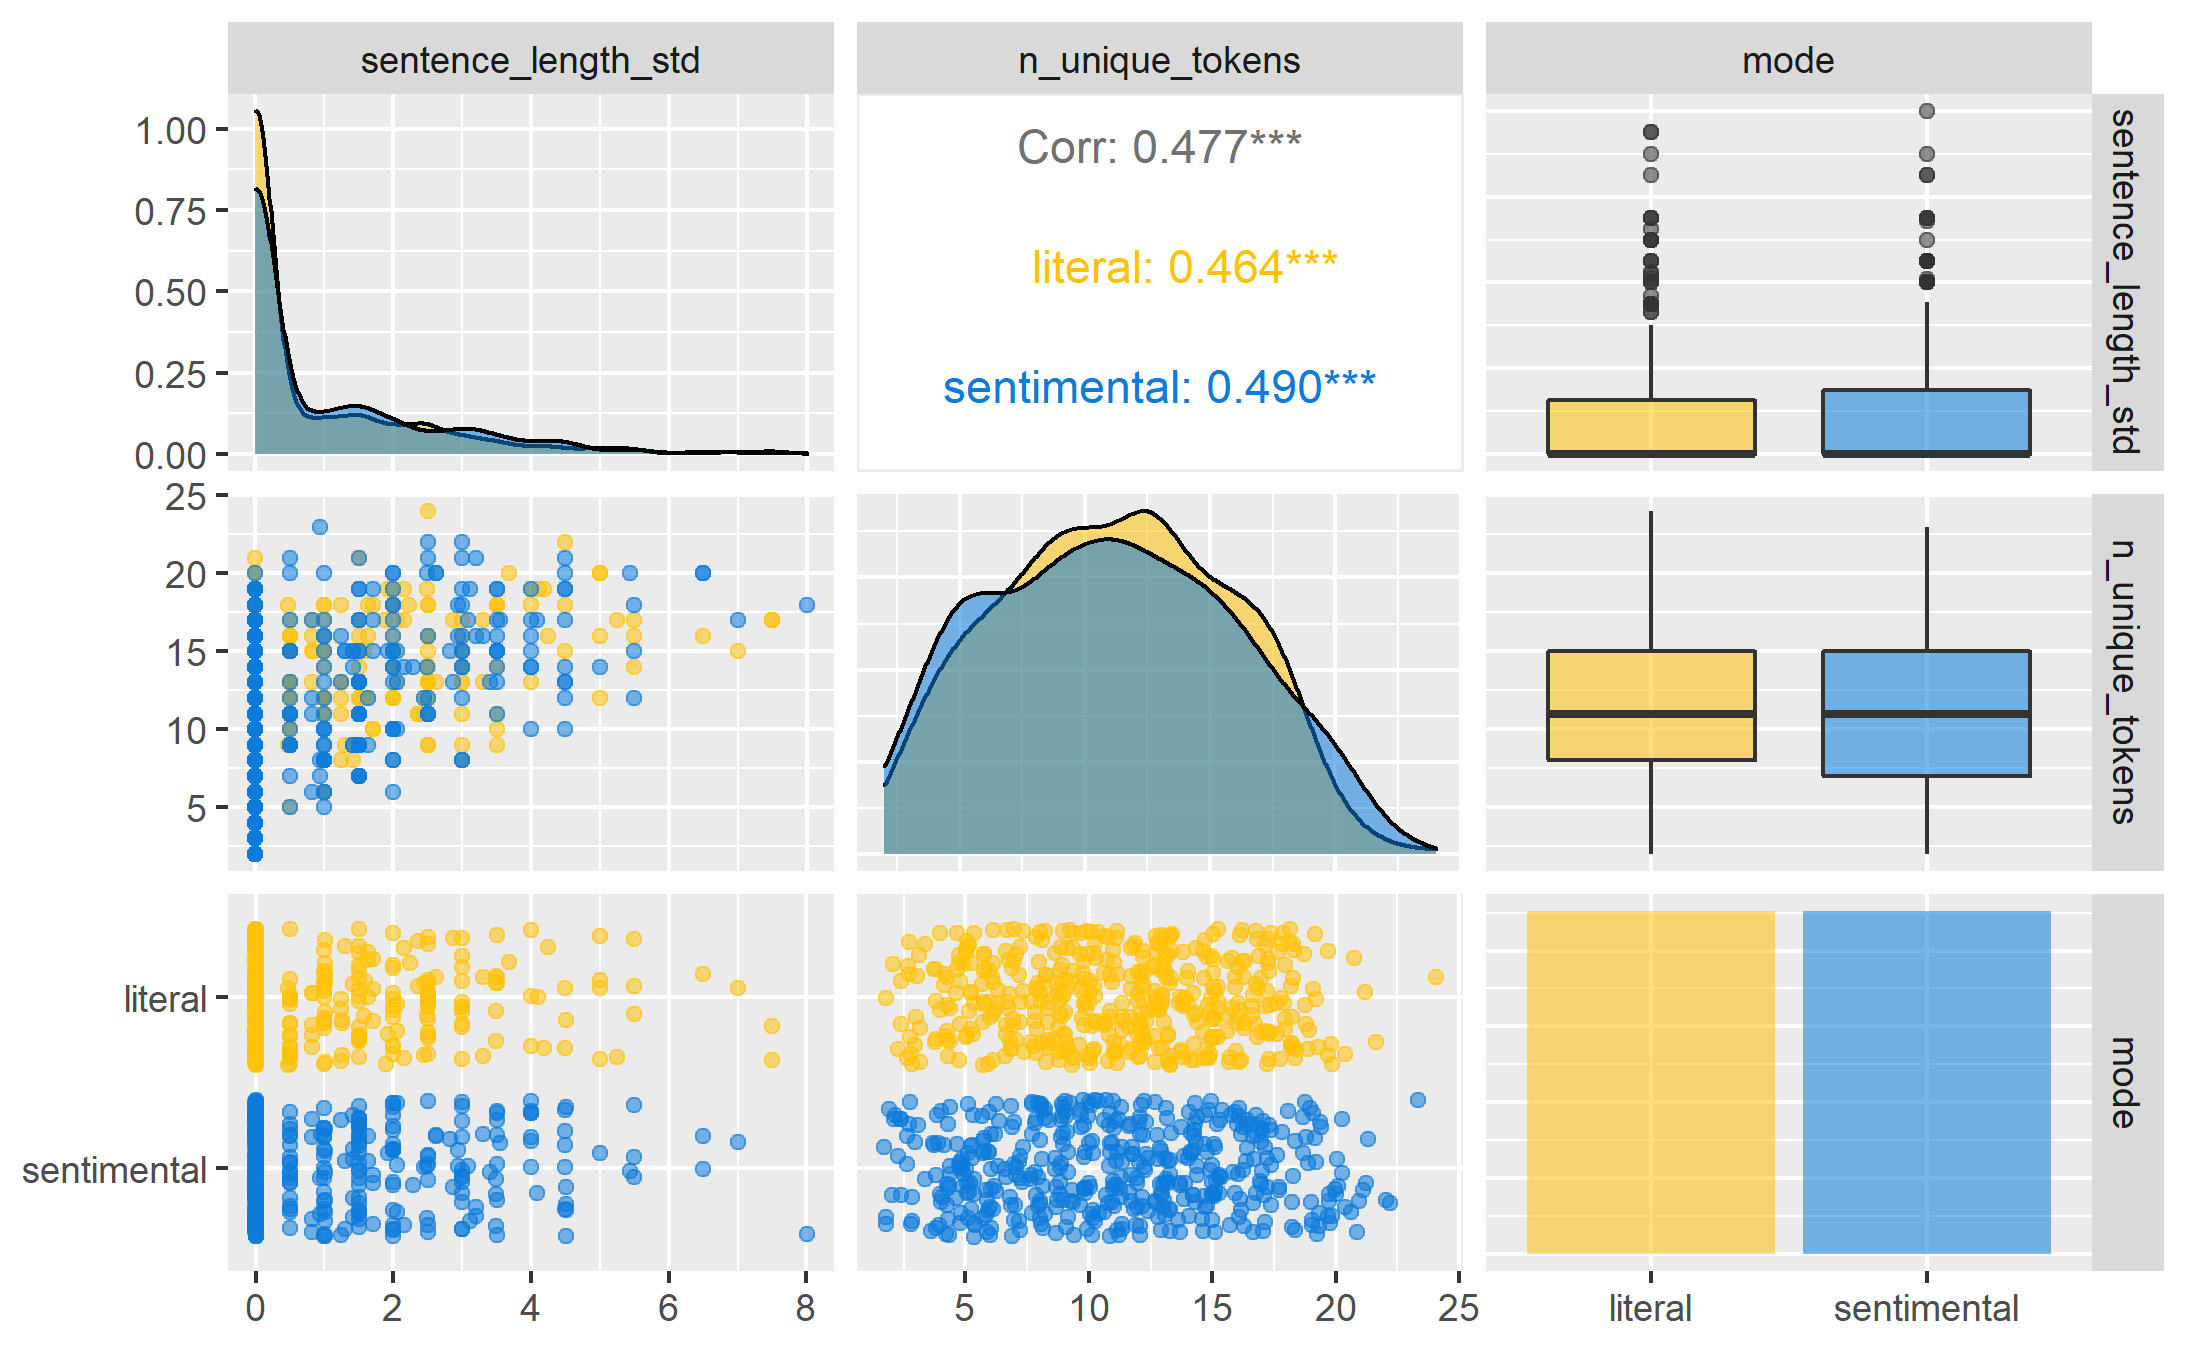 sentence_length_std
n_unique_tokens
mode
1.00
0.75
0.50
0.25
0.00
Corr: 0.477***
literal: 0.464***
sentimental: 0.490***
sentence_length_std
25
20
15
10
5
n_unique_tokens
literal
sentimental
mode
0 2 4 6 8
5 10 15 20 25
literal sentimental